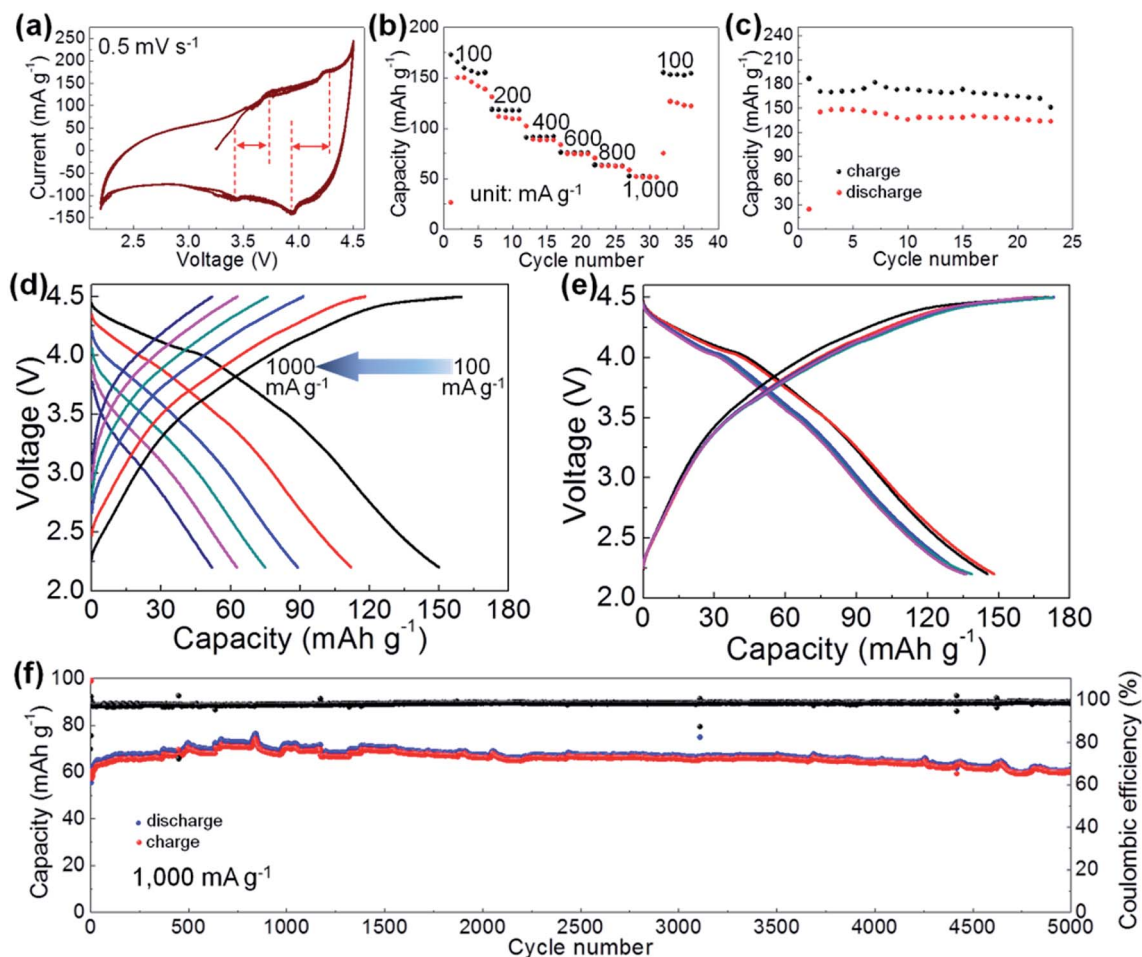 (a)
0.5 mV s-1
Current (mA g-1)
250
200
150
100
50
0
-50
-100
-150
2.5 3.0 3.5 4.0 4.5
Voltage (V)
(b)
Capacity (mAh g-1)
200
150
100
50
0
100
200
400
600
800
1,000
100
unit: mA g-1
0 5 10 15 20 25 30 35 40
Cycle number
(c)
Capacity (mAh g-1)
240
210
180
150
120
90
60
30
0
charge
discharge
0 5 10 15 20 25
Cycle number
(d)
Voltage (V)
4.5
4.0
3.5
3.0
2.5
2.0
1000
mA g-1
100
mA g-1
0 30 60 90 120 150 180
Capacity (mAh g-1)
(e)
Voltage (V)
4.5
4.0
3.5
3.0
2.5
2.0
0 30 60 90 120 150 180
Capacity (mAh g-1)
(f)
Capacity (mAh g-1)
100
80
60
40
20
0
discharge
charge
1,000 mA g-1
Coulombic efficiency (%)
100
80
60
40
20
0
0 500 1000 1500 2000 2500 3000 3500 4000 4500 5000
Cycle number